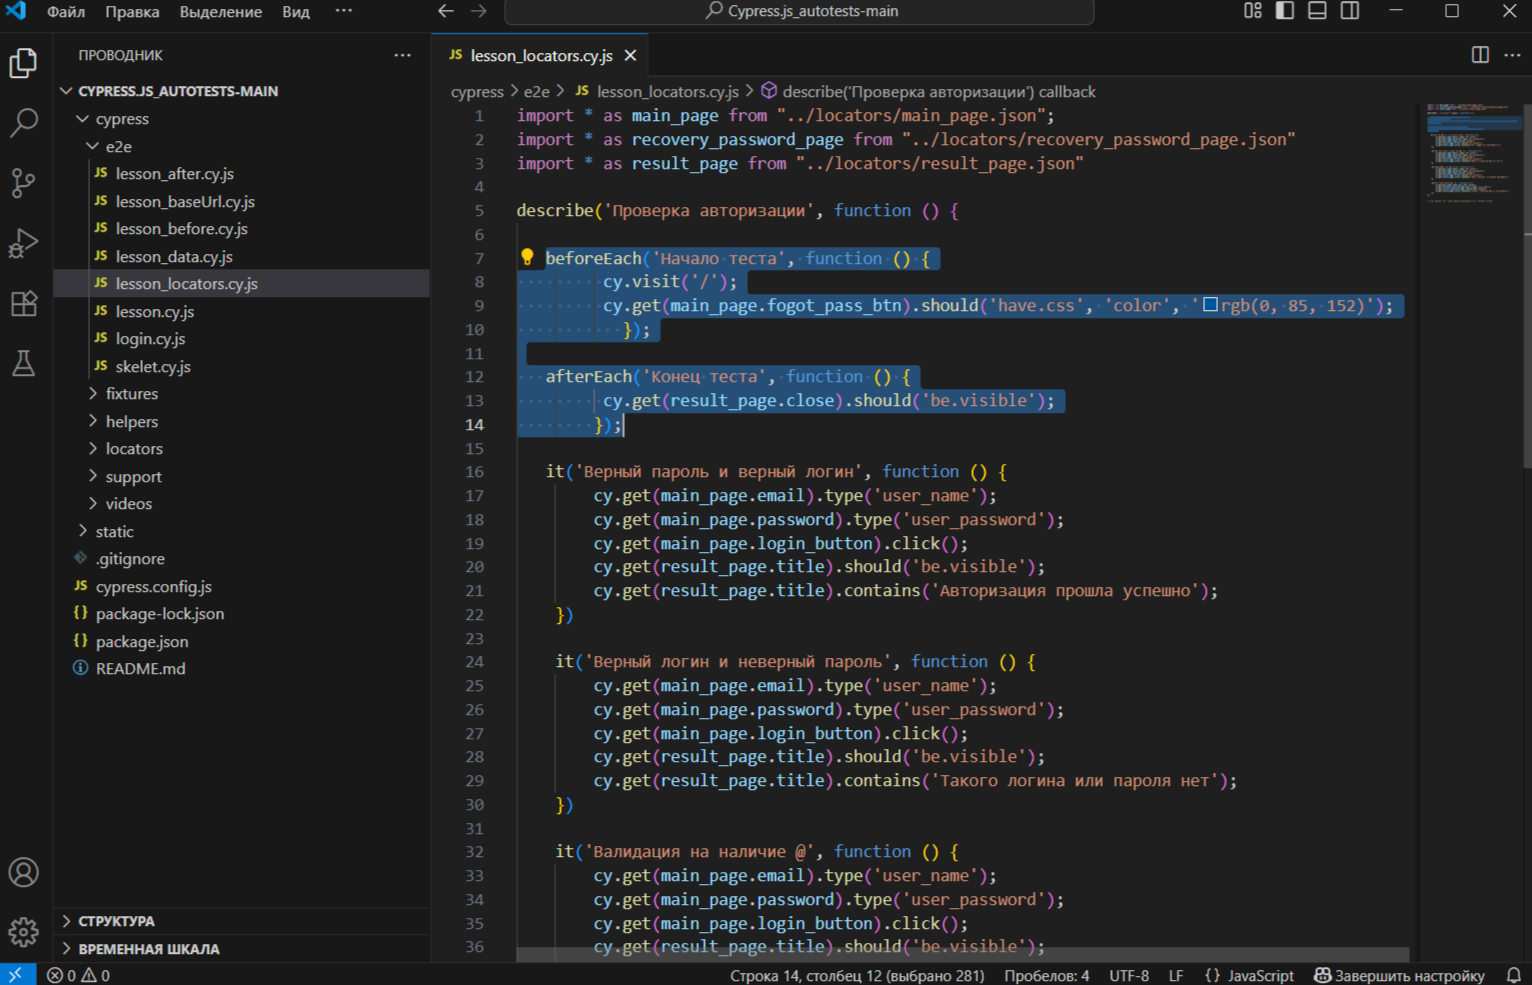 Файл Правка Выделение Вид ··· Cypress.js_autotests-main
ПРОВОДНИК ···
CYPRESS.JS_AUTOTESTS-MAIN
cypress
e2e
JS lesson_after.cy.js
JS lesson_baseUrl.cy.js
JS lesson_before.cy.js
JS lesson_data.cy.js
JS lesson_locators.cy.js
JS lesson.cy.js
JS login.cy.js
JS skelet.cy.js
fixtures
helpers
locators
support
videos
static
.gitignore
JS cypress.config.js
{} package-lock.json
{} package.json
README.md
СТРУКТУРА
ВРЕМЕННАЯ ШКАЛА
JS lesson_locators.cy.js
cypress > e2e > JS lesson_locators.cy.js > describe('Проверка авторизации') callback
1 import * as main_page from "../locators/main_page.json";
2 import * as recovery_password_page from "../locators/recovery_password_page.json"
3 import * as result_page from "../locators/result_page.json"
4
5 describe('Проверка авторизации', function () {
6
7 beforeEach('Начало теста', function () {
8 cy.visit('/');
9 cy.get(main_page.fogot_pass_btn).should('have.css', 'color', 'rgb(0, 85, 152)');
10 });
11
12 afterEach('Конец теста', function () {
13 cy.get(result_page.close).should('be.visible');
14 });
15
16 it('Верный пароль и верный логин', function () {
17 cy.get(main_page.email).type('user_name');
18 cy.get(main_page.password).type('user_password');
19 cy.get(main_page.login_button).click();
20 cy.get(result_page.title).should('be.visible');
21 cy.get(result_page.title).contains('Авторизация прошла успешно');
22 })
23
24 it('Верный логин и неверный пароль', function () {
25 cy.get(main_page.email).type('user_name');
26 cy.get(main_page.password).type('user_password');
27 cy.get(main_page.login_button).click();
28 cy.get(result_page.title).should('be.visible');
29 cy.get(result_page.title).contains('Такого логина или пароля нет');
30 })
31
32 it('Валидация на наличие @', function () {
33 cy.get(main_page.email).type('user_name');
34 cy.get(main_page.password).type('user_password');
35 cy.get(main_page.login_button).click();
36 cy.get(result_page.title).should('be.visible');
0 0 Строка 14, столбец 12 (выбрано 281) Пробелов: 4 UTF-8 LF {} JavaScript Завершить настройку